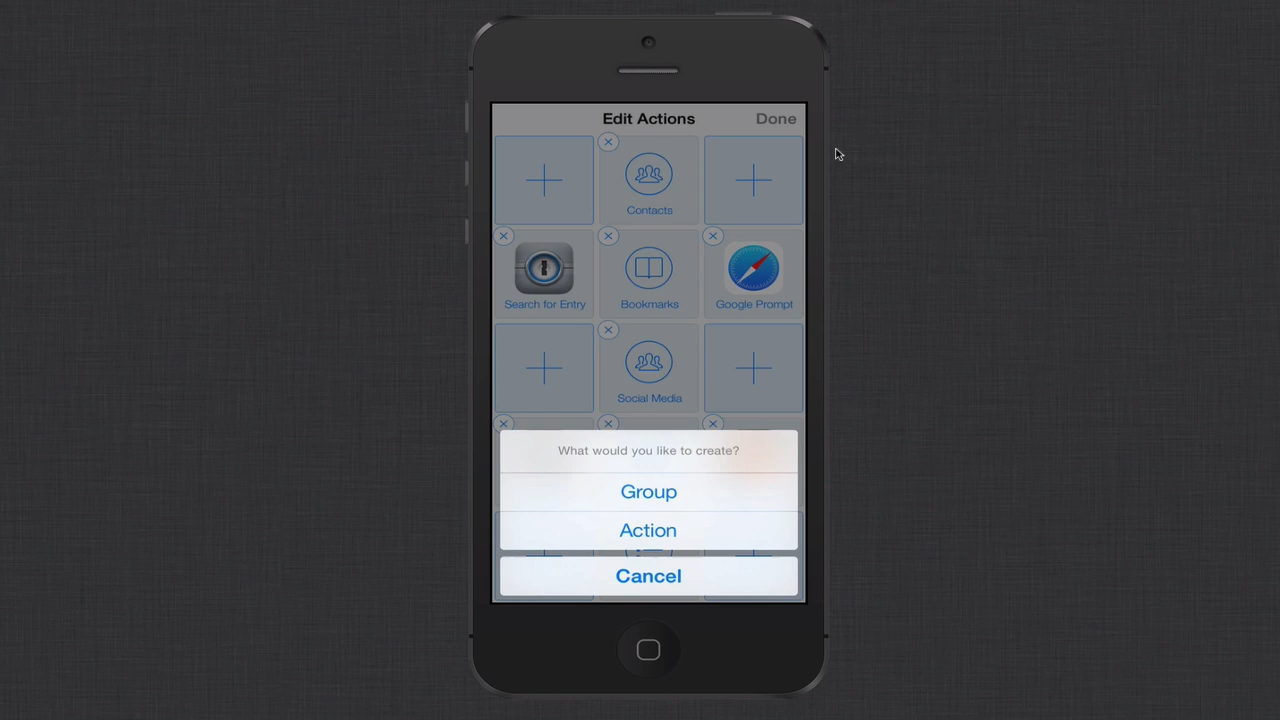 Edit Actions
Done
Contacts
Search for Entry
Bookmarks
Google Prompt
Social Media
What would you like to create?
Group
Action
Cancel